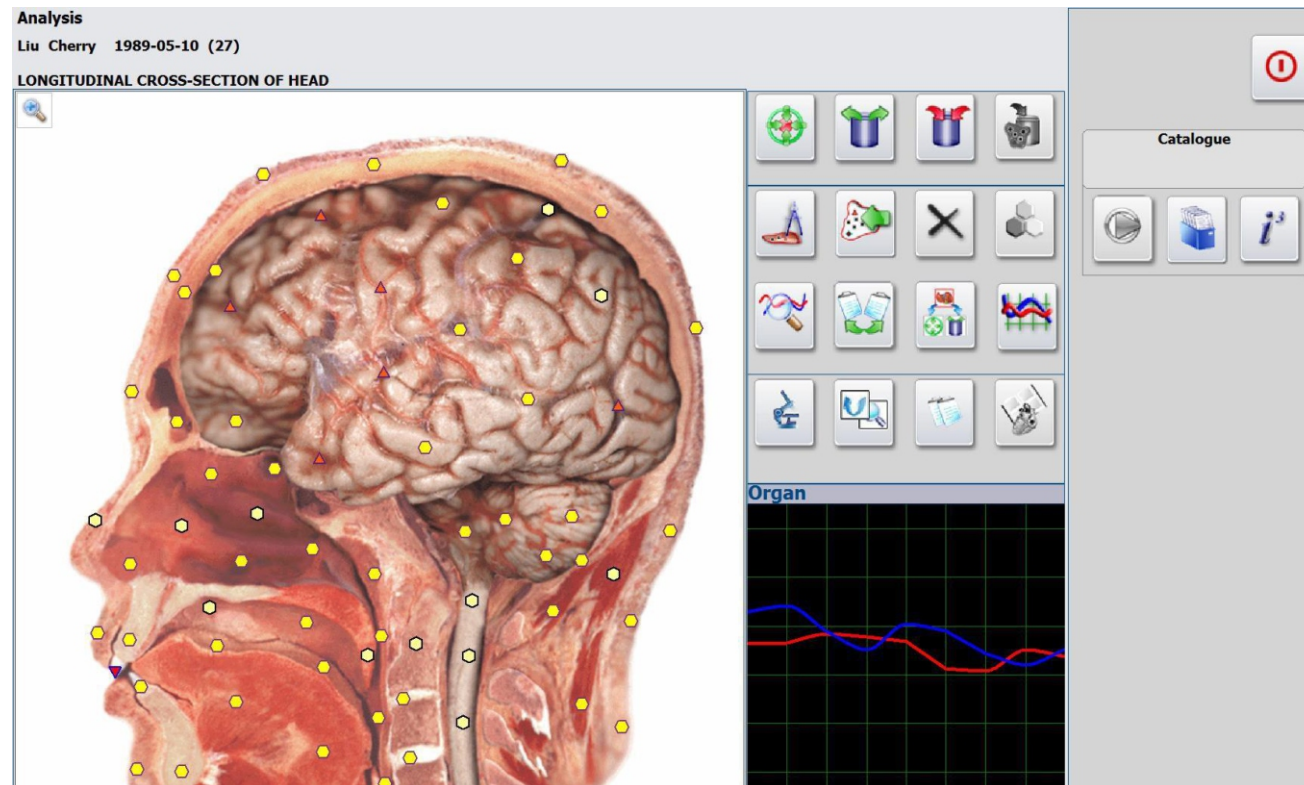 Analysis
Liu Cherry 1989-05-10 (27)
LONGITUDINAL CROSS-SECTION OF HEAD
Catalogue
Organ